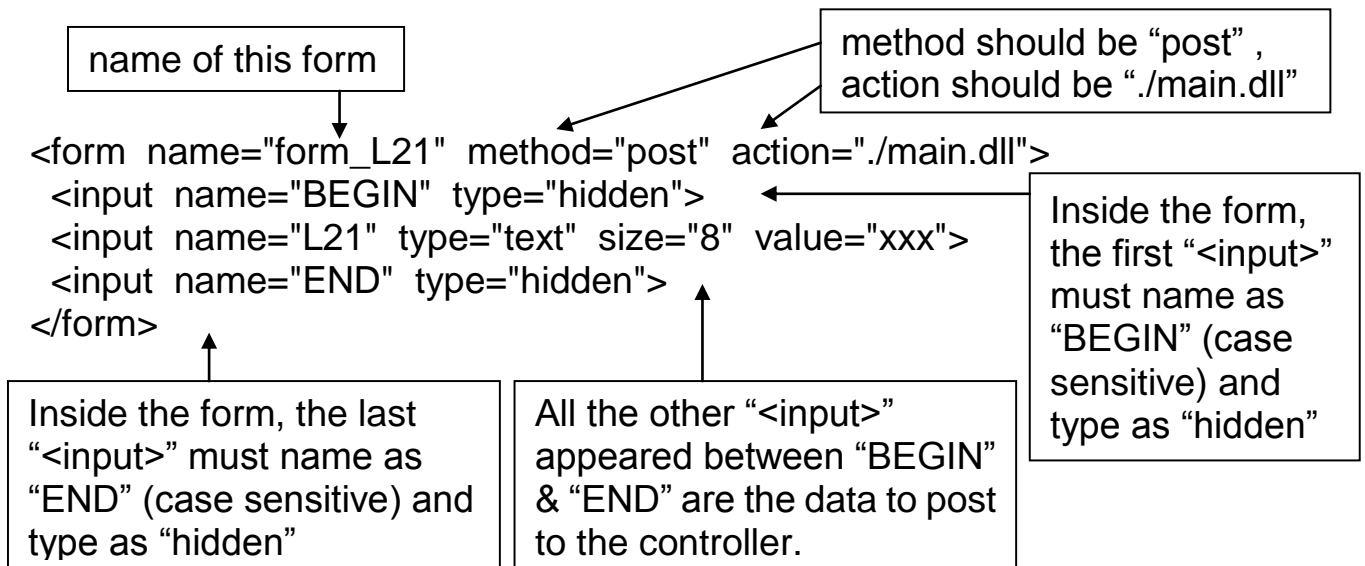 name of this form
method should be “post” ,
action should be “./main.dll”
<form name="form_L21" method="post" action="./main.dll">
<input name="BEGIN" type="hidden">
<input name="L21" type="text" size="8" value="xxx">
<input name="END" type="hidden">
</form>
Inside the form,
the first “<input>”
must name as
“BEGIN” (case
sensitive) and
type as “hidden”
Inside the form, the last
“<input>” must name as
“END” (case sensitive) and
type as “hidden”
All the other “<input>”
appeared between “BEGIN”
& “END” are the data to post
to the controller.